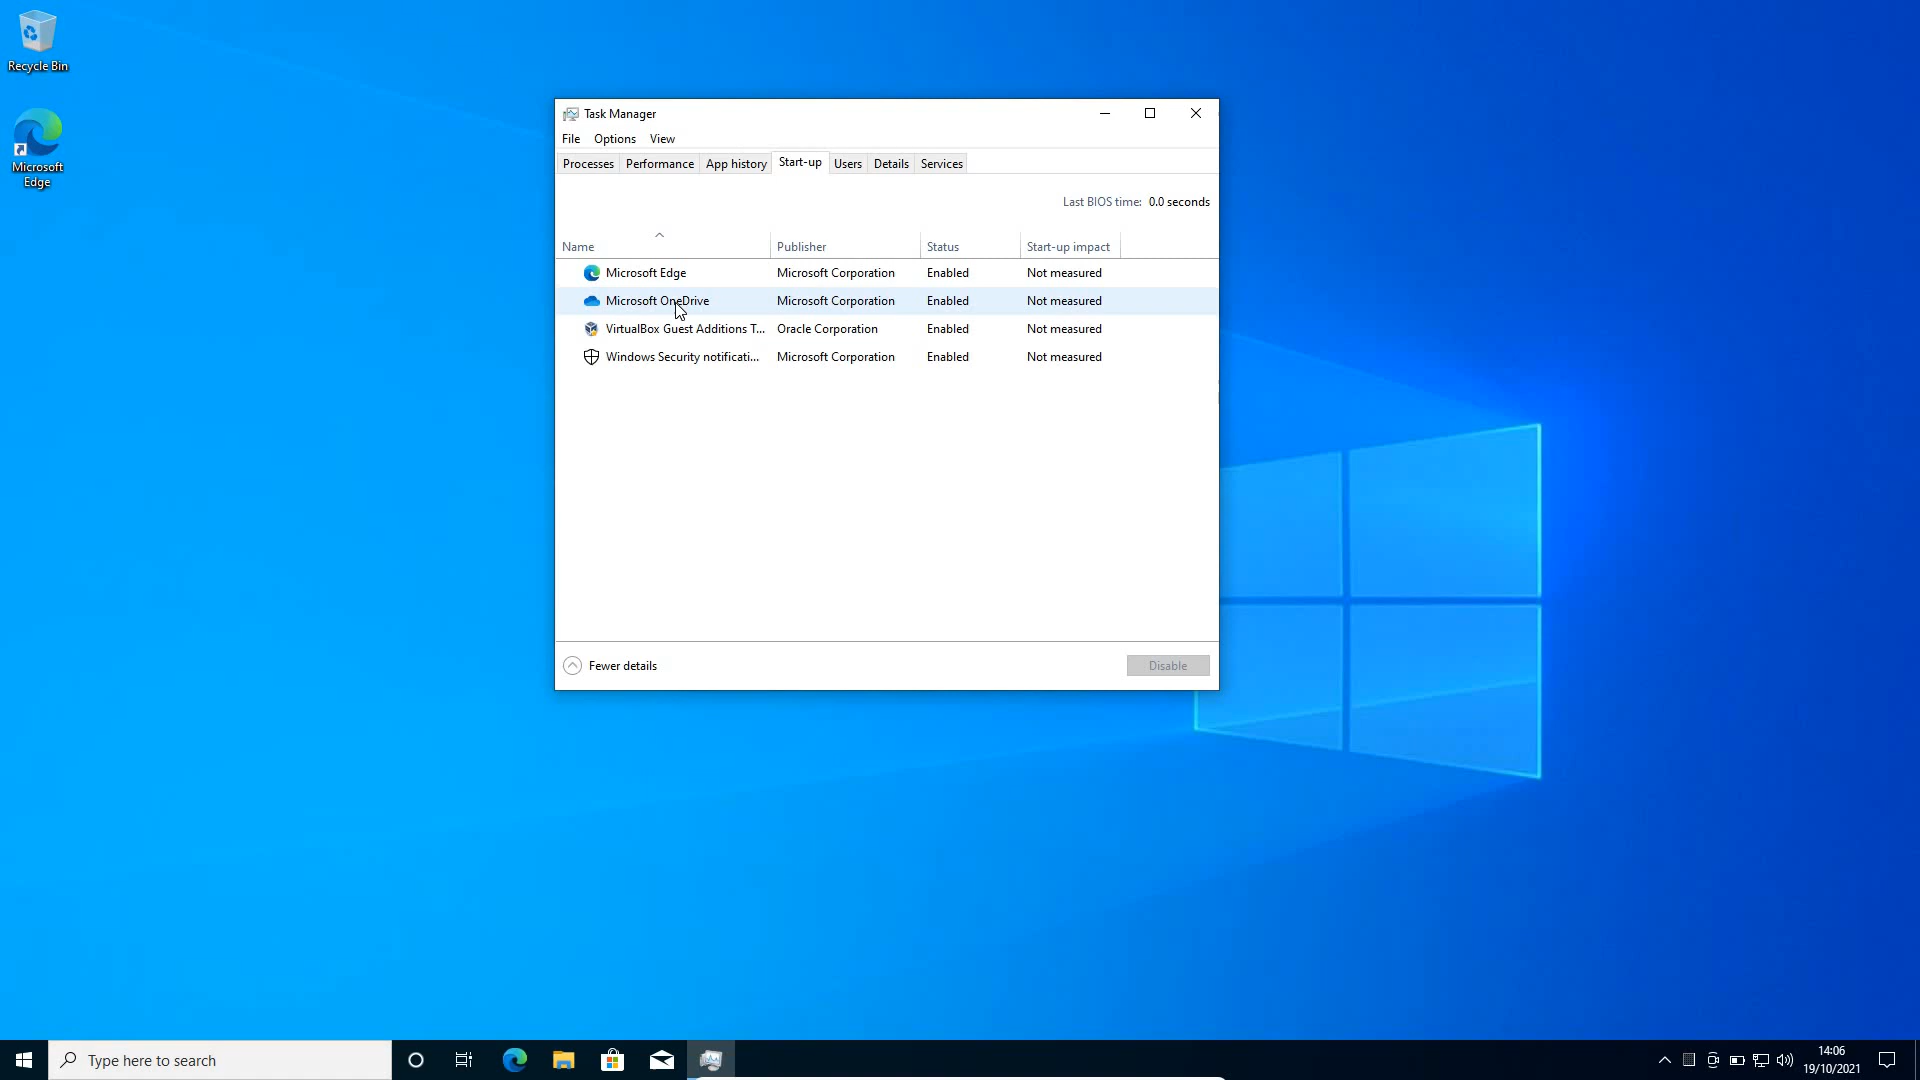 Recycle Bin
Microsoft
Edge
Task Manager
File Options View
Processes Performance App history Start-up Users Details Services
Last BIOS time: 0.0 seconds
Name Publisher Status Start-up impact
Microsoft Edge Microsoft Corporation Enabled Not measured
Microsoft OneDrive Microsoft Corporation Enabled Not measured
VirtualBox Guest Additions T... Oracle Corporation Enabled Not measured
Windows Security notificati... Microsoft Corporation Enabled Not measured
Fewer details Disable
Type here to search
14:06
19/10/2021